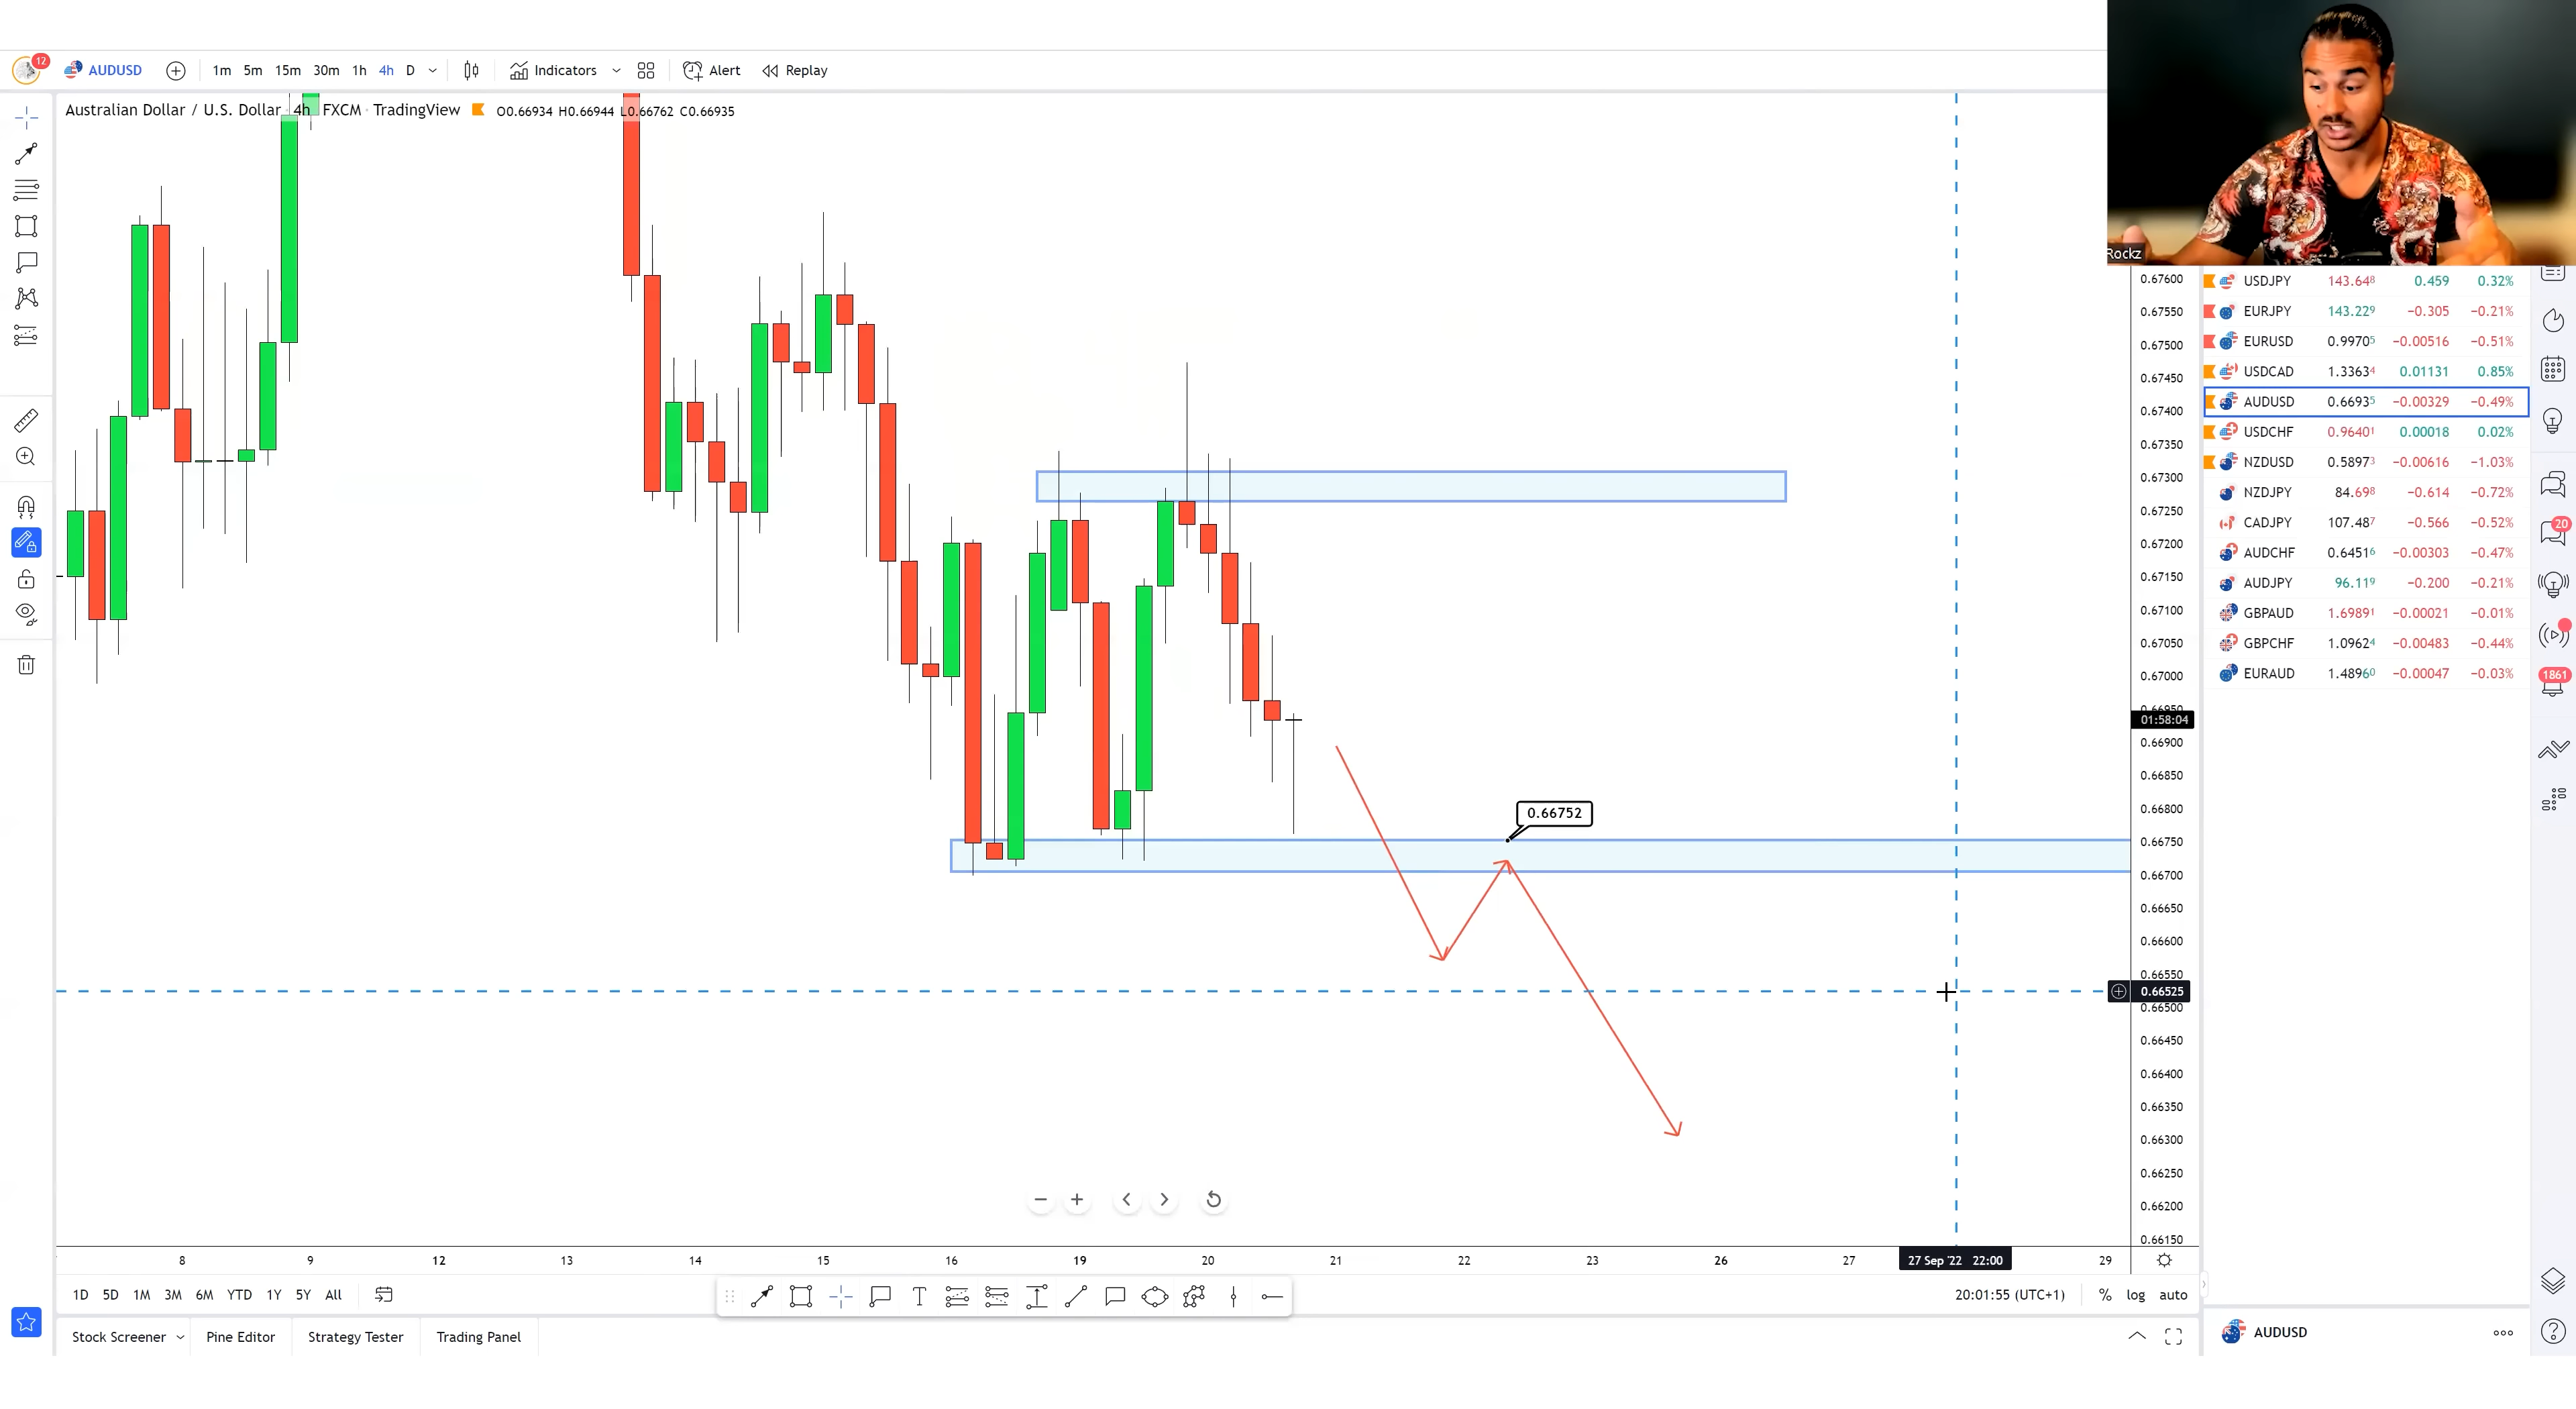 12 AUDUSD 1m 5m 15m 30m 1h 4h D Indicators Alert Replay
Australian Dollar / U.S. Dollar · 4h · FXCM · TradingView O0.66934 H0.66944 L0.66762 C0.66935
Rockz
0.67600
0.67550
0.67500
0.67450
0.67400
0.67350
0.67300
0.67250
0.67200
0.67150
0.67100
0.67050
0.67000
0.66950
01:58:04
0.66900
0.66850
0.66800
0.66750
0.66700
0.66650
0.66600
0.66550
0.66525
0.66500
0.66450
0.66400
0.66350
0.66300
0.66250
0.66200
0.66150
0.66752
USDJPY 143.648 0.459 0.32%
EURJPY 143.229 −0.305 −0.21%
EURUSD 0.99705 −0.00516 −0.51%
USDCAD 1.33634 0.01131 0.85%
AUDUSD 0.66935 −0.00329 −0.49%
USDCHF 0.96401 0.00018 0.02%
NZDUSD 0.58973 −0.00616 −1.03%
NZDJPY 84.698 −0.614 −0.72%
CADJPY 107.487 −0.566 −0.52%
AUDCHF 0.64516 −0.00303 −0.47%
AUDJPY 96.119 −0.200 −0.21%
GBPAUD 1.69891 −0.00021 −0.01%
GBPCHF 1.09624 −0.00483 −0.44%
EURAUD 1.48960 −0.00047 −0.03%
20
1861
8 9 12 13 14 15 16 19 20 21 22 23 26 27 27 Sep '22 22:00 29
1D 5D 1M 3M 6M YTD 1Y 5Y All T 20:01:55 (UTC+1) % log auto
Stock Screener Pine Editor Strategy Tester Trading Panel
AUDUSD